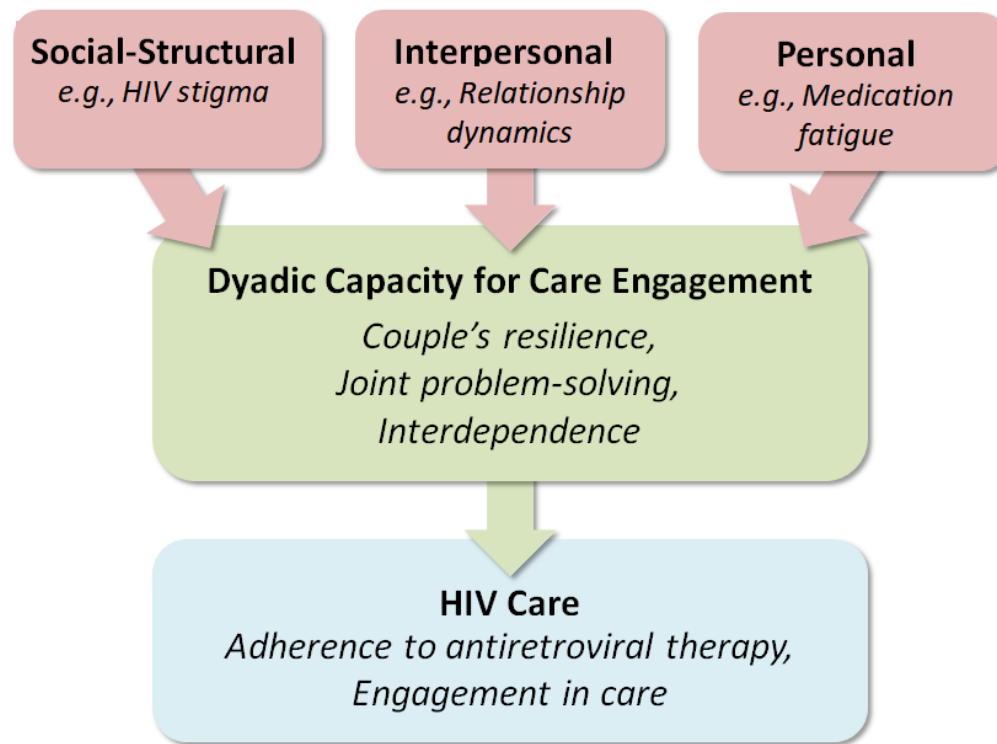 Social-Structural
e.g., HIV stigma
Interpersonal
e.g., Relationship
dynamics
Personal
e.g., Medication
fatigue
Dyadic Capacity for Care Engagement
Couple's resilience,
Joint problem-solving,
Interdependence
HIV Care
Adherence to antiretroviral therapy,
Engagement in care